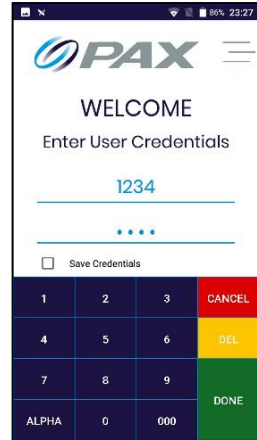 86% 23:27
PAX
WELCOME
Enter User Credentials
1234
••••
Save Credentials
1 2 3 CANCEL
4 5 6 DEL
7 8 9
DONE
ALPHA 0 000